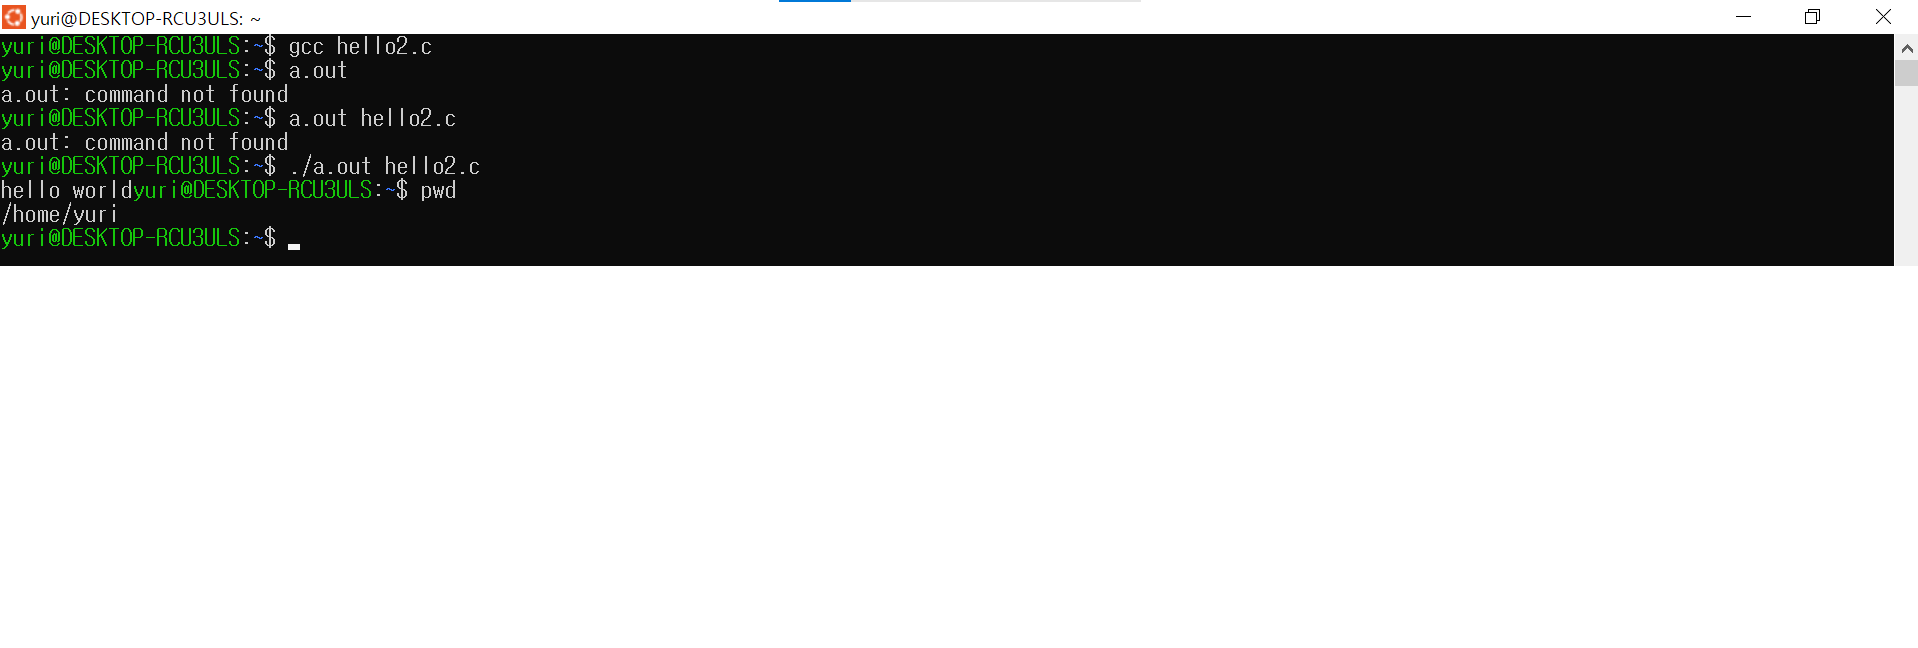 yuri@DESKTOP-RCU3ULS: ~
yuri@DESKTOP-RCU3ULS:~$ gcc hello2.c
yuri@DESKTOP-RCU3ULS:~$ a.out
a.out: command not found
yuri@DESKTOP-RCU3ULS:~$ a.out hello2.c
a.out: command not found
yuri@DESKTOP-RCU3ULS:~$ ./a.out hello2.c
hello worldyuri@DESKTOP-RCU3ULS:~$ pwd
/home/yuri
yuri@DESKTOP-RCU3ULS:~$